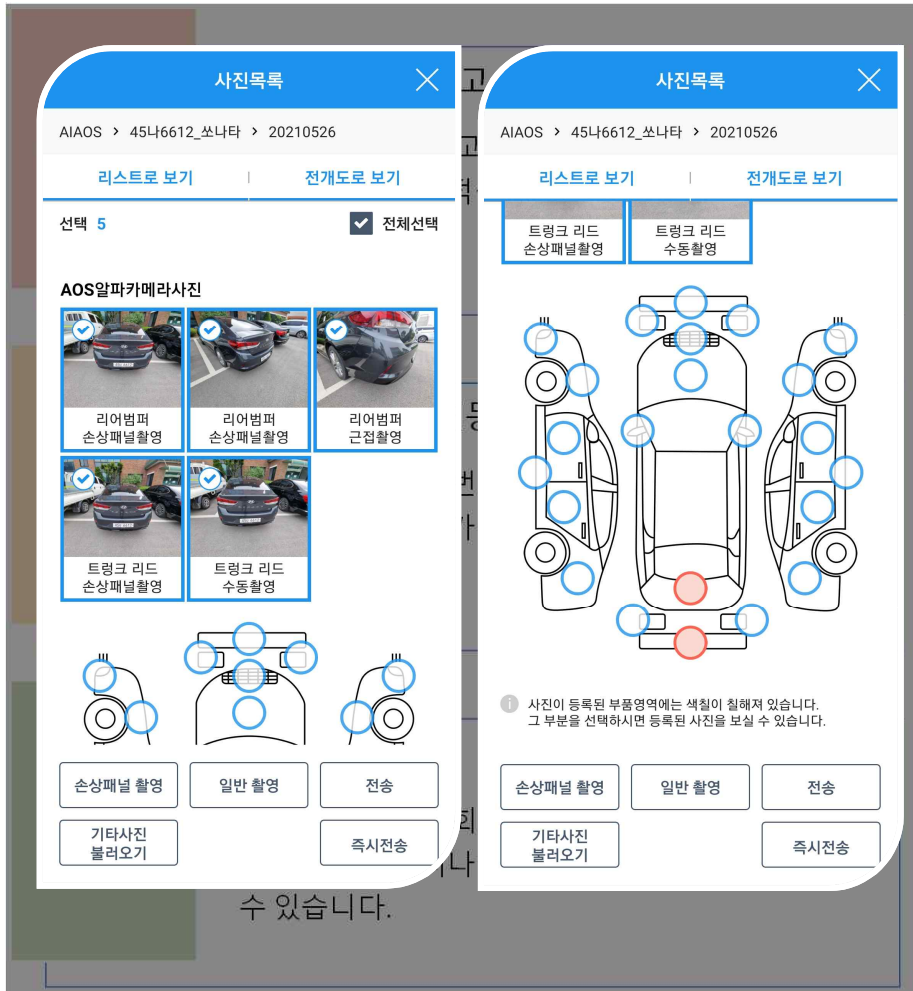 사진목록
AIAOS > 45나6612_쏘나타 > 20210526
리스트로 보기 | 전개도로 보기
선택 5
전체선택
AOS알파카메라사진
리어범퍼
손상패널촬영
리어범퍼
손상패널촬영
리어범퍼
근접촬영
트렁크 리드
손상패널촬영
트렁크 리드
수동촬영
손상패널 촬영
일반 촬영
전송
기타사진
불러오기
즉시전송
사진목록
AIAOS > 45나6612_쏘나타 > 20210526
리스트로 보기 | 전개도로 보기
트렁크 리드
손상패널촬영
트렁크 리드
수동촬영
사진이 등록된 부품영역에는 색칠이 칠해져 있습니다.
그 부분을 선택하시면 등록된 사진을 보실 수 있습니다.
손상패널 촬영
일반 촬영
전송
기타사진
불러오기
즉시전송
고
고
번
가
회
나
수 있습니다.